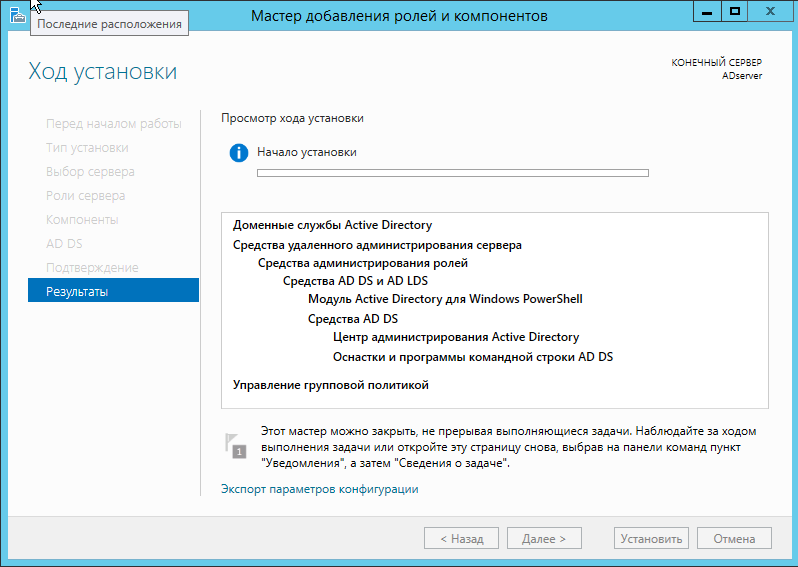 Мастер добавления ролей и компонентов
X
Последние расположения
Ход установки
КОНЕЧНЫЙ СЕРВЕР
ADserver
Перед началом работы
Тип установки
Выбор сервера
Роли сервера
Компоненты
AD DS
Подтверждение
Результаты
Просмотр хода установки
Начало установки
Доменные службы Active Directory
Средства удаленного администрирования сервера
Средства администрирования ролей
Средства AD DS и AD LDS
Модуль Active Directory для Windows PowerShell
Средства AD DS
Центр администрирования Active Directory
Оснастки и программы командной строки AD DS
Управление групповой политикой
1
Этот мастер можно закрыть, не прерывая выполняющиеся задачи. Наблюдайте за ходом
выполнения задачи или откройте эту страницу снова, выбрав на панели команд пункт
"Уведомления", а затем "Сведения о задаче".
Экспорт параметров конфигурации
< Назад
Далее >
Установить
Отмена